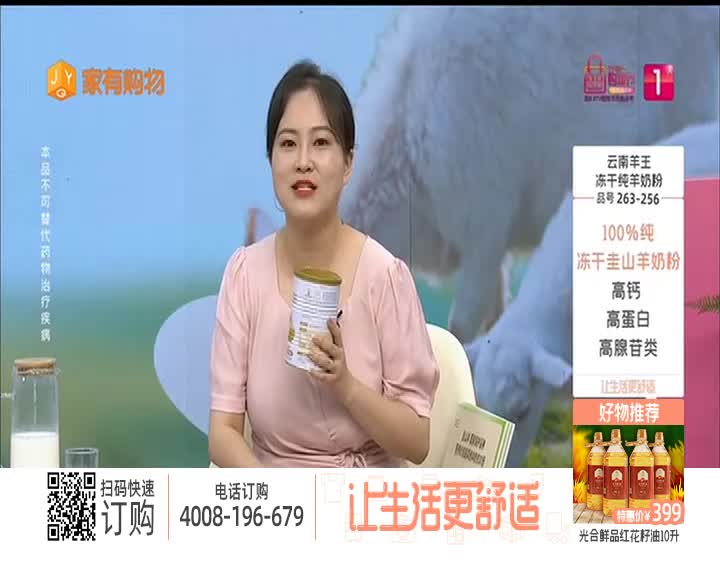 JYG 家有购物
1
本品不可替代药物治疗疾病
云南羊王
冻干纯羊奶粉
品号 263-256
100%纯
冻干圭山羊奶粉
高钙
高蛋白
高腺苷类
让生活更舒适
好物推荐
特惠价¥399
光合鲜品红花籽油10升
扫码快速
订购
电话订购
4008-196-679
让生活更舒适